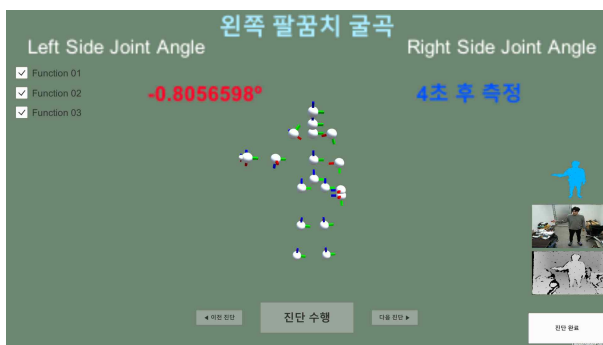 왼쪽 팔꿈치 굴곡
Left Side Joint Angle
Right Side Joint Angle
Function 01
Function 02
Function 03
-0.8056598º
4초 후 측정
◀ 이전 진단
진단 수행
다음 진단 ▶
진단 완료